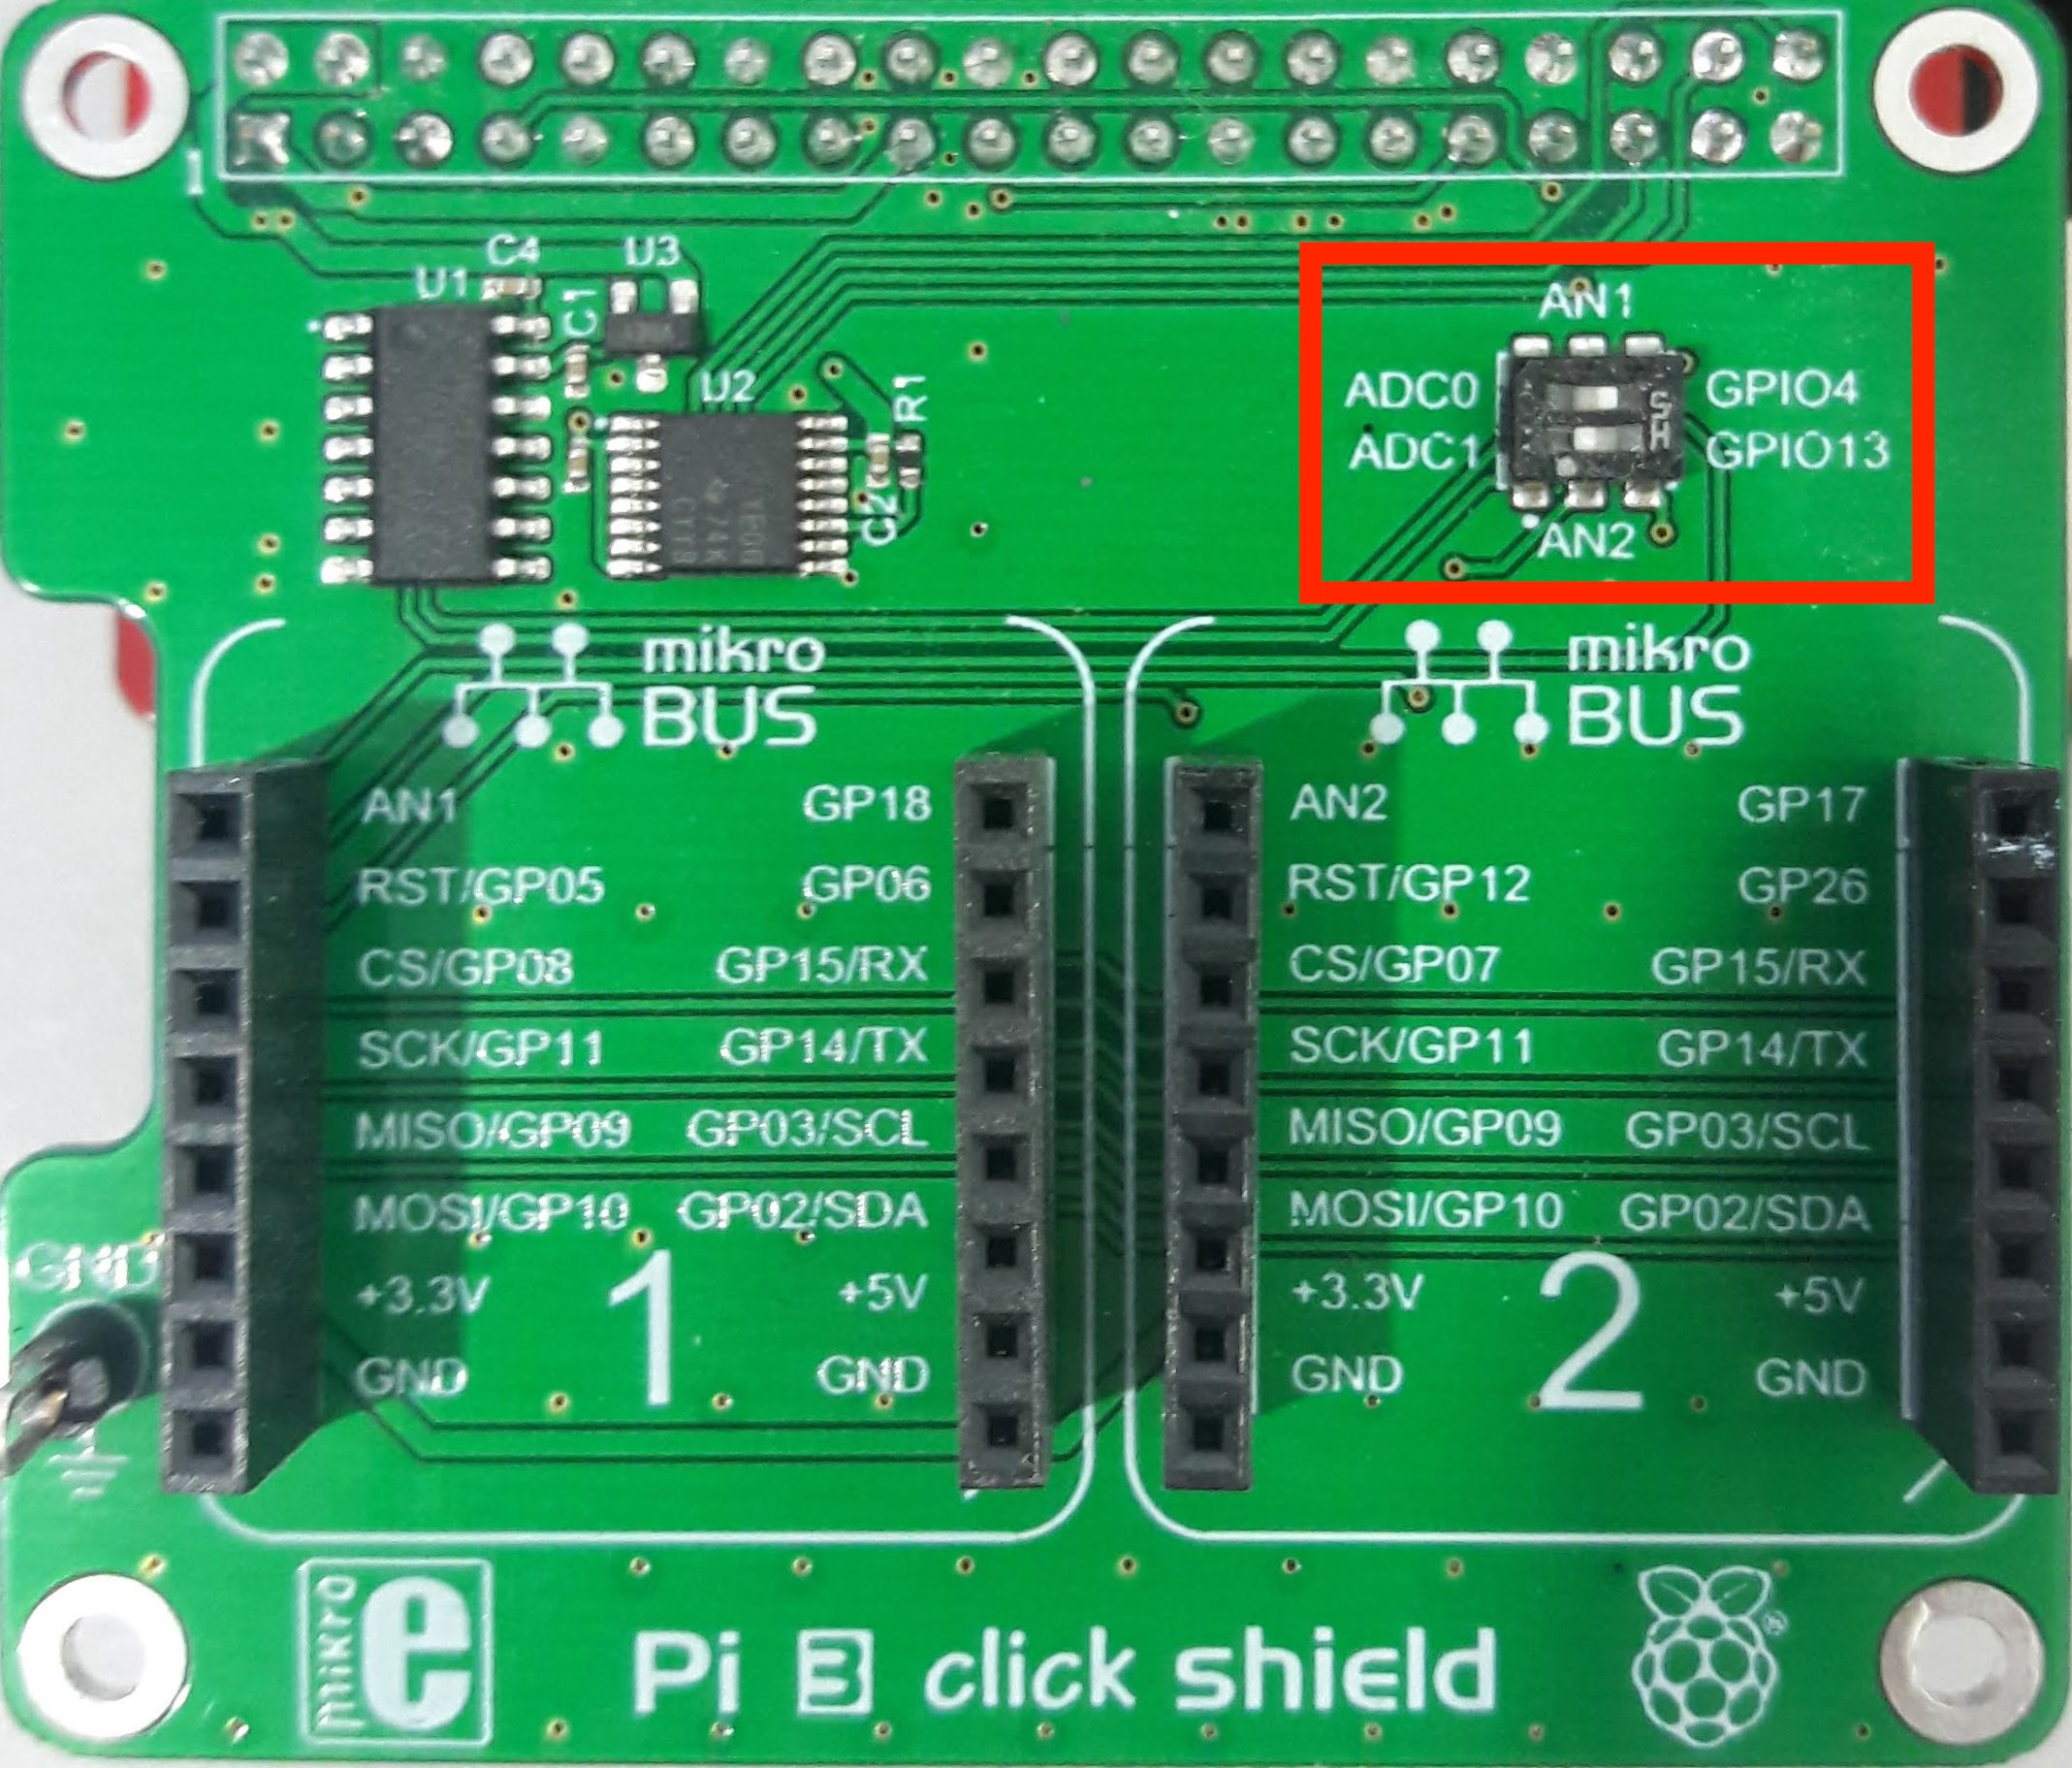 C4
U3
U1
C1
AN1
U2
R1
ADC0
GPIO4
ADC1
GPIO13
C2
AN2
mikro
BUS
mikro
BUS
AN1 GP18
RST/GP05 GP06
CS/GP08 GP15/RX
SCK/GP11 GP14/TX
MISO/GP09 GP03/SCL
MOSI/GP10 GP02/SDA
+3.3V +5V
GND GND
1
AN2 GP17
RST/GP12 GP26
CS/GP07 GP15/RX
SCK/GP11 GP14/TX
MISO/GP09 GP03/SCL
MOSI/GP10 GP02/SDA
+3.3V +5V
GND GND
2
GND
mikro
e
Pi 3 click shield
®